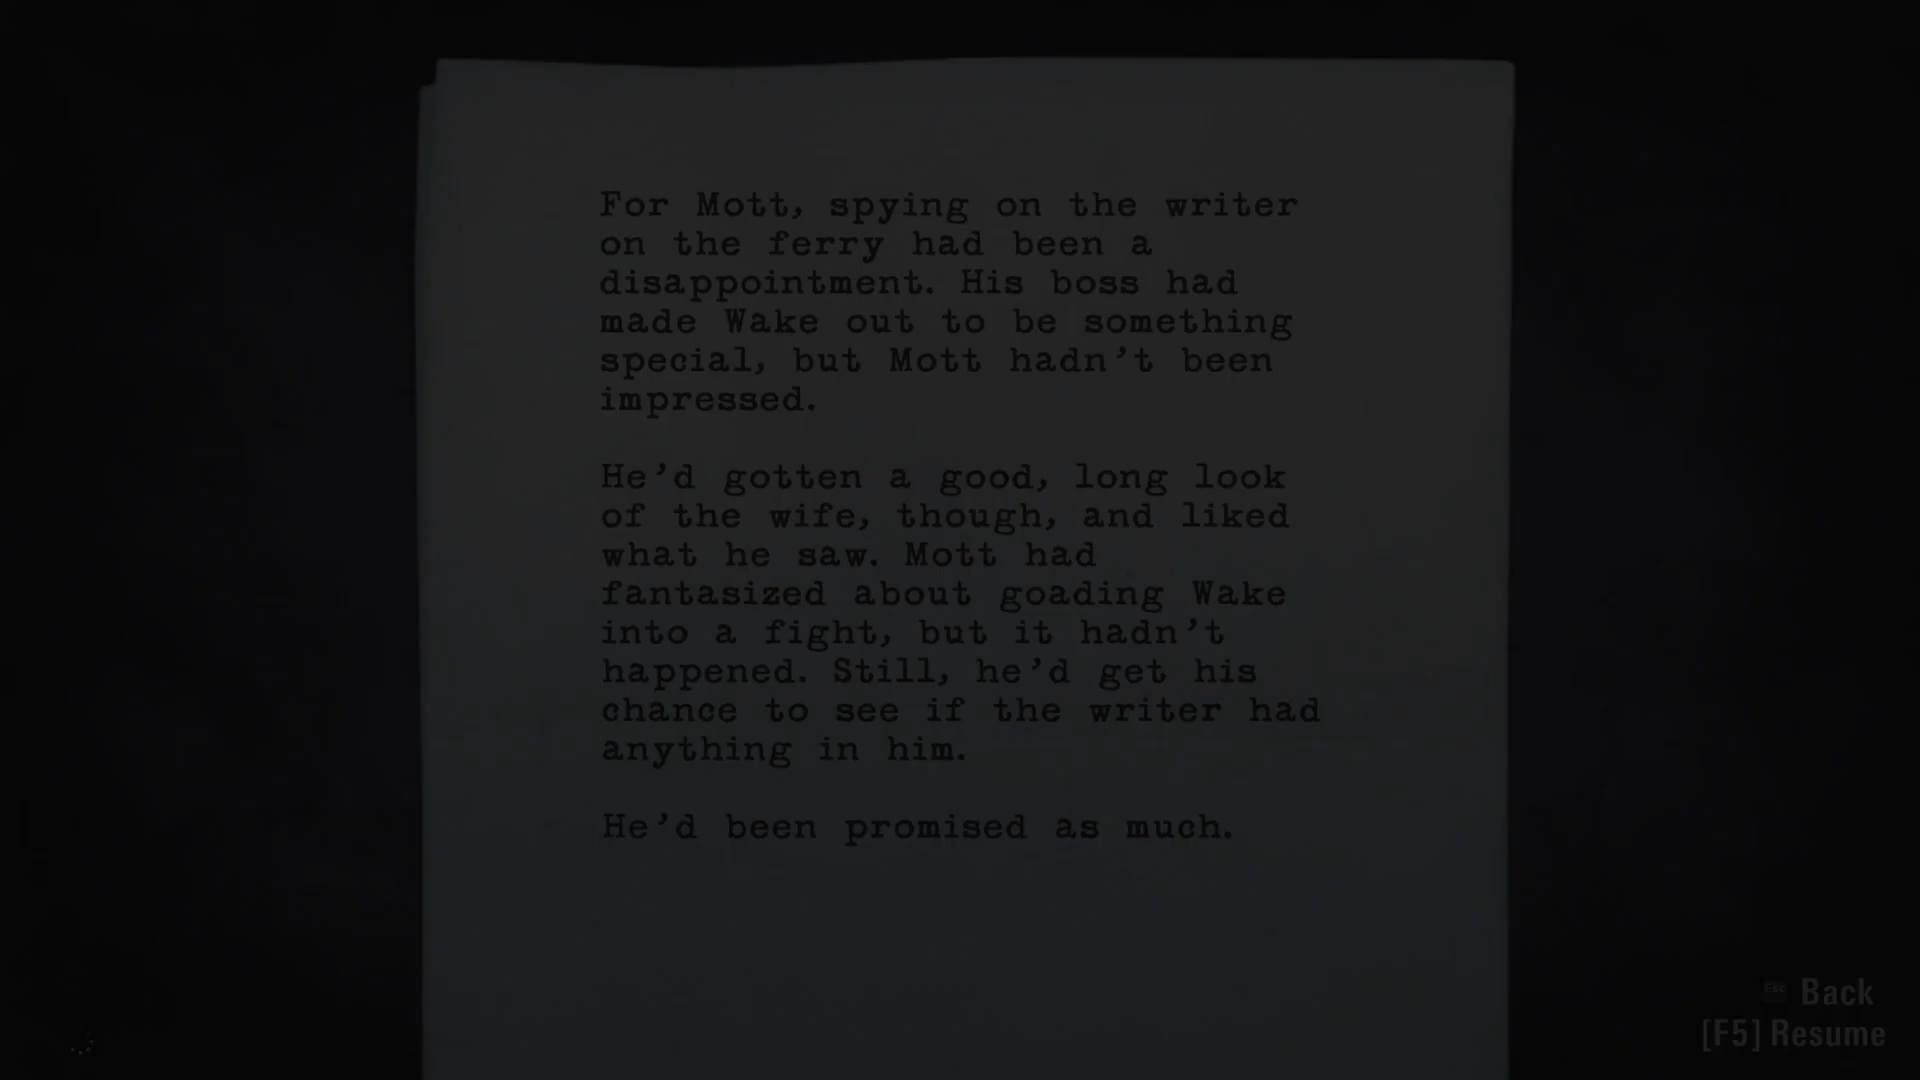 For Mott, spying on the writer
on the ferry had been a
disappointment. His boss had
made Wake out to be something
special, but Mott hadn't been
impressed.
He'd gotten a good, long look
of the wife, though, and liked
what he saw. Mott had
fantasized about goading Wake
into a fight, but it hadn't
happened. Still, he'd get his
chance to see if the writer had
anything in him.
He'd been promised as much.
Esc Back
[F5] Resume